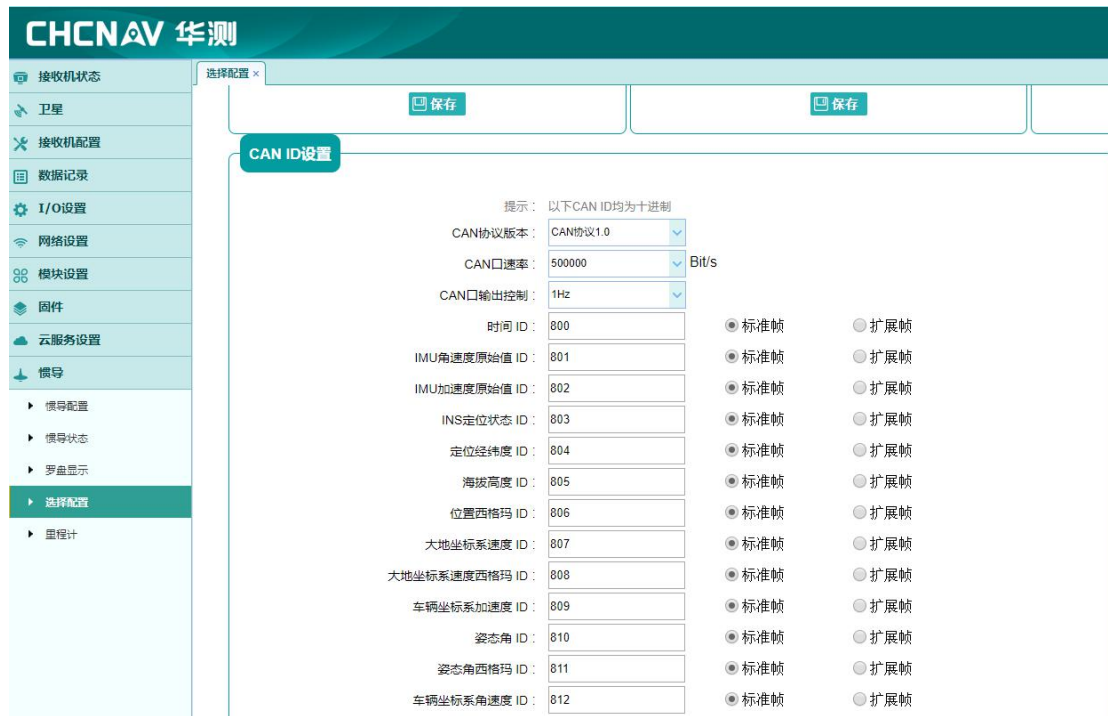 CHCNAV 华测
接收机状态
卫星
接收机配置
数据记录
I/O设置
网络设置
模块设置
固件
云服务设置
惯导
惯导配置
惯导状态
罗盘显示
选择配置
里程计
选择配置 ×
保存 保存
CAN ID设置
提示： 以下CAN ID均为十进制
CAN协议版本： CAN协议1.0
CAN口速率： 500000 Bit/s
CAN口输出控制： 1Hz
时间 ID： 800 标准帧 扩展帧
IMU角速度原始值 ID： 801 标准帧 扩展帧
IMU加速度原始值 ID： 802 标准帧 扩展帧
INS定位状态 ID： 803 标准帧 扩展帧
定位经纬度 ID： 804 标准帧 扩展帧
海拔高度 ID： 805 标准帧 扩展帧
位置西格玛 ID： 806 标准帧 扩展帧
大地坐标系速度 ID： 807 标准帧 扩展帧
大地坐标系速度西格玛 ID： 808 标准帧 扩展帧
车辆坐标系加速度 ID： 809 标准帧 扩展帧
姿态角 ID： 810 标准帧 扩展帧
姿态角西格玛 ID： 811 标准帧 扩展帧
车辆坐标系角速度 ID： 812 标准帧 扩展帧